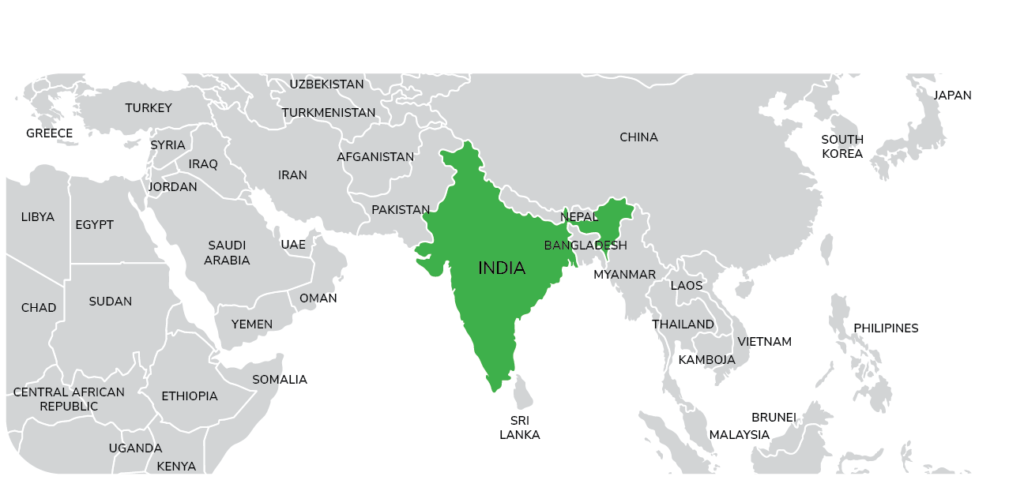 UZBEKISTAN
JAPAN
TURKEY
TURKMENISTAN
GREECE
CHINA
SOUTH
KOREA
SYRIA
AFGANISTAN
IRAQ
IRAN
JORDAN
PAKISTAN
LIBYA
EGYPT
NEPAL
SAUDI
ARABIA
UAE
BANGLADESH
INDIA
MYANMAR
LAOS
OMAN
SUDAN
CHAD
YEMEN
THAILAND
PHILIPINES
VIETNAM
KAMBOJA
SOMALIA
CENTRAL AFRICAN
REPUBLIC
ETHIOPIA
SRI
LANKA
BRUNEI
MALAYSIA
UGANDA
KENYA